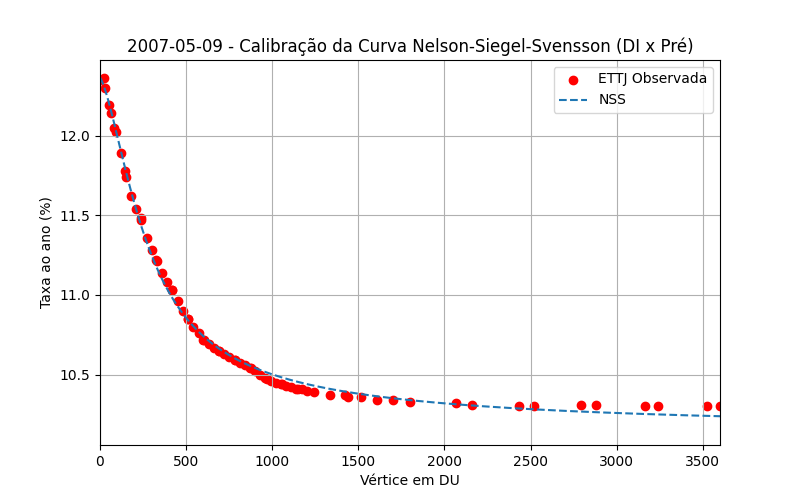 2007-05-09 - Calibração da Curva Nelson-Siegel-Svensson (DI x Pré)
ETTJ Observada
NSS
Taxa ao ano (%)
12.0
11.5
11.0
10.5
0 500 1000 1500 2000 2500 3000 3500
Vértice em DU